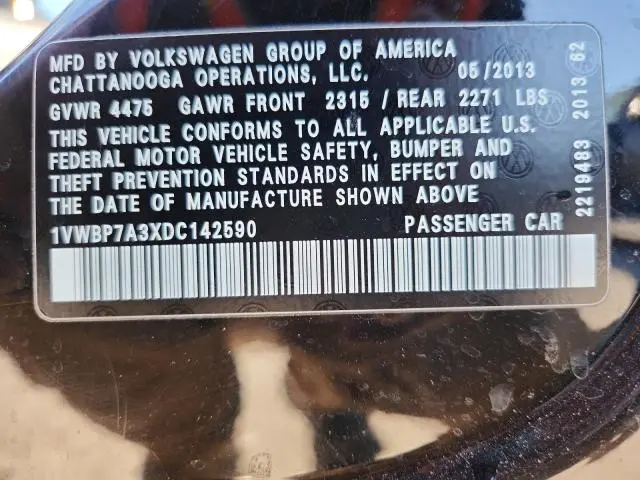 MFD BY VOLKSWAGEN GROUP OF AMERICA
CHATTANOOGA OPERATIONS, LLC. 05/2013
GVWR 4475 GAWR FRONT 2315 / REAR 2271 LBS
THIS VEHICLE CONFORMS TO ALL APPLICABLE U.S.
FEDERAL MOTOR VEHICLE SAFETY, BUMPER AND
THEFT PREVENTION STANDARDS IN EFFECT ON
THE DATE OF MANUFACTURE SHOWN ABOVE
1VWBP7A3XDC142590 PASSENGER CAR
2219483 2013 62